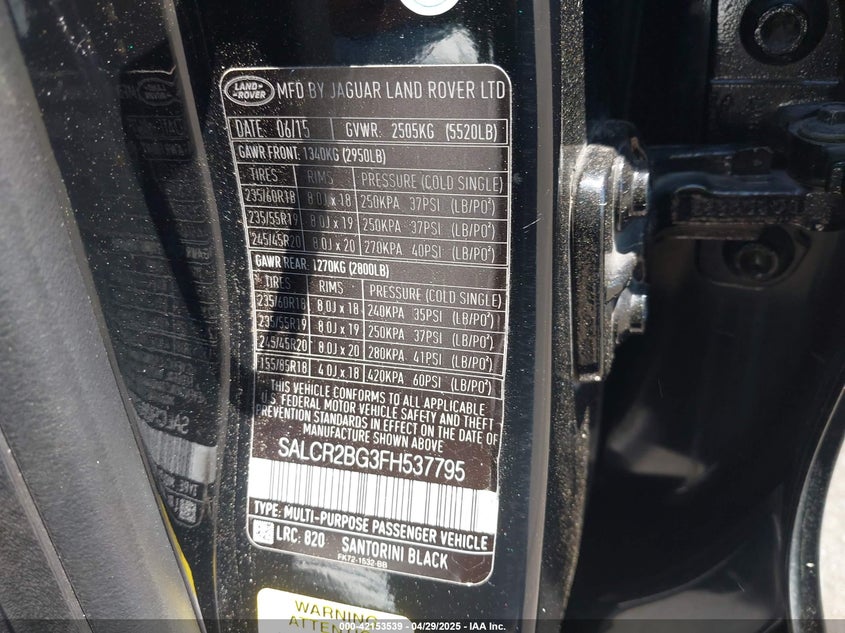 LAND ROVER MFD BY JAGUAR LAND ROVER LTD
DATE: 06/15 GVWR. 2505KG (5520LB)
GAWR FRONT: 1340KG (2950LB)
TIRES RIMS PRESSURE (COLD SINGLE)
235/60R18 8.0J x 18 250KPA 37PSI (LB/PO²)
235/55R19 8.0J x 19 250KPA 37PSI (LB/PO²)
245/45R20 8.0J x 20 270KPA 40PSI (LB/PO²)
GAWR REAR: 1270KG (2800LB)
TIRES RIMS PRESSURE (COLD SINGLE)
235/60R18 8.0J x 18 240KPA 35PSI (LB/PO²)
235/55R19 8.0J x 19 250KPA 37PSI (LB/PO²)
245/45R20 8.0J x 20 280KPA 41PSI (LB/PO²)
155/85R18 4.0J x 18 420KPA 60PSI (LB/PO²)
THIS VEHICLE CONFORMS TO ALL APPLICABLE
U.S. FEDERAL MOTOR VEHICLE SAFETY AND THEFT
PREVENTION STANDARDS IN EFFECT ON THE DATE OF
MANUFACTURE SHOWN ABOVE
SALCR2BG3FH537795
TYPE: MULTI-PURPOSE PASSENGER VEHICLE
LRC: 820 SANTORINI BLACK
FK72-1532-BB
WARNING
© 42153539 - 04/29/2025 - IAA Inc.